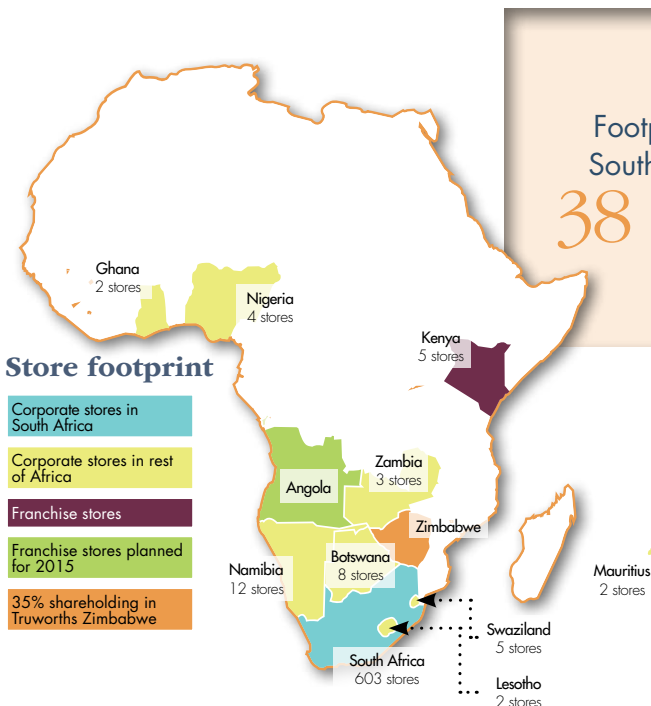 Footp
South
38
Ghana
2 stores
Nigeria
4 stores
Kenya
5 stores
Store footprint
Corporate stores in
South Africa
Corporate stores in rest
of Africa
Franchise stores
Franchise stores planned
for 2015
35% shareholding in
Truworths Zimbabwe
Angola
Zambia
3 stores
Zimbabwe
Namibia
12 stores
Botswana
8 stores
Mauritius
2 stores
South Africa
603 stores
Swaziland
5 stores
Lesotho
2 stores